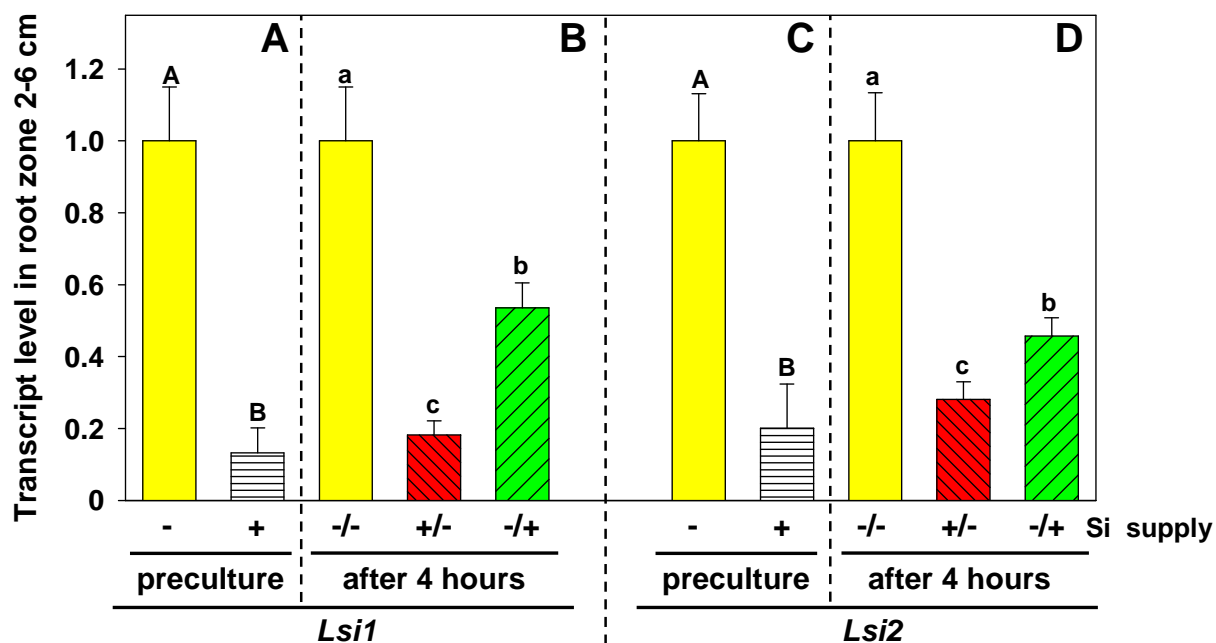 Transcript level in root zone 2-6 cm
A B C D
1.2
1.0
0.8
0.6
0.4
0.2
0
A B a c b A B a c b
- + -/- +/- -/+ - + -/- +/- -/+ Si supply
preculture after 4 hours preculture after 4 hours
Lsi1 Lsi2